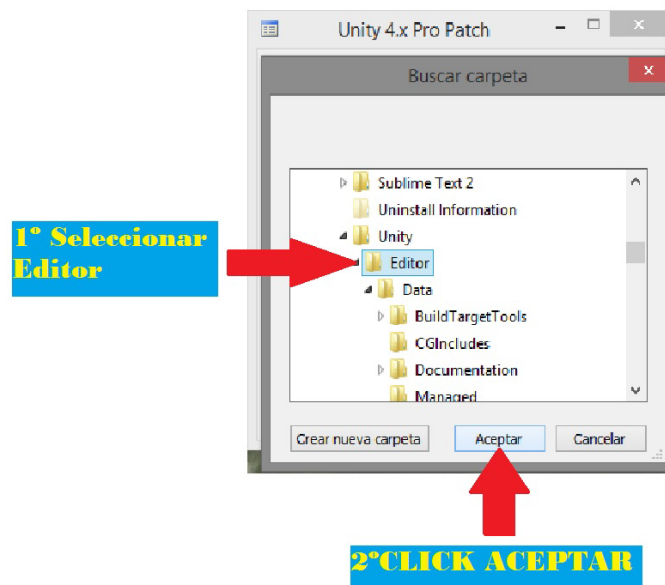 Unity 4.x Pro Patch
Buscar carpeta
Sublime Text 2
Uninstall Information
Unity
Editor
Data
BuildTargetTools
CGIncludes
Documentation
Managed
1º Seleccionar
Editor
Crear nueva carpeta
Aceptar
Cancelar
2ºCLICK ACEPTAR